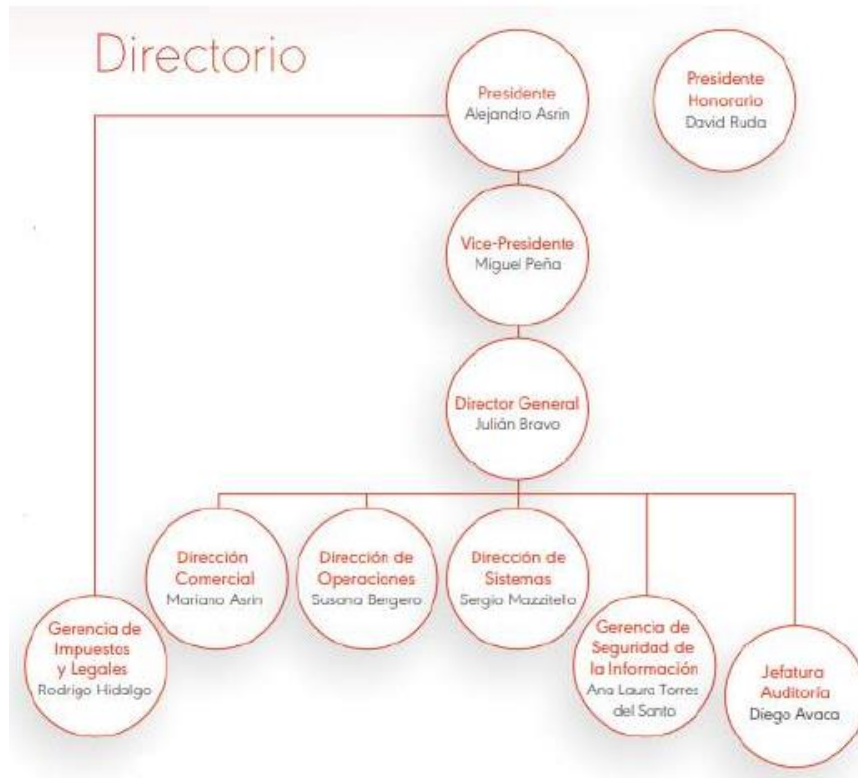 Directorio
Presidente
Alejandro Asrin
Presidente
Honorario
David Ruda
Vice-Presidente
Miguel Peña
Director General
Julián Bravo
Dirección
Comercial
Mariano Asrin
Dirección de
Operaciones
Susana Bergero
Dirección de
Sistemas
Sergio Mazzitello
Gerencia de
Impuestos
y Legales
Rodrigo Hidalgo
Gerencia de
Seguridad de
la Información
Ana Laura Torres
del Santo
Jefatura
Auditoría
Diego Avaca